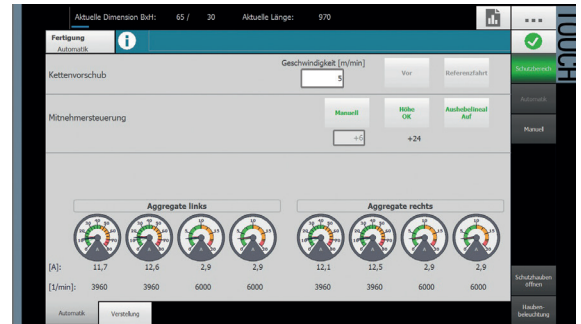 Aktuelle Dimension BxH: 65 / 30 Aktuelle Länge: 970
...
TOUCH
Fertigung
Automatik
i
Schutzbereich
Kettenvorschub
Geschwindigkeit [m/min]
5
Vor
Referenzfahrt
Automatik
Mitnehmersteuerung
Manuell
Höhe
OK
Aushebelineal
Auf
Manuell
+6
+24
Aggregate links
Aggregate rechts
[A]: 11,7 12,6 2,9 2,9 12,1 12,5 2,9 2,9
[1/min]: 3960 3960 6000 6000 3960 3960 6000 6000
Schutzhauben
öffnen
Automatik
Verstellung
Hauben-
beleuchtung